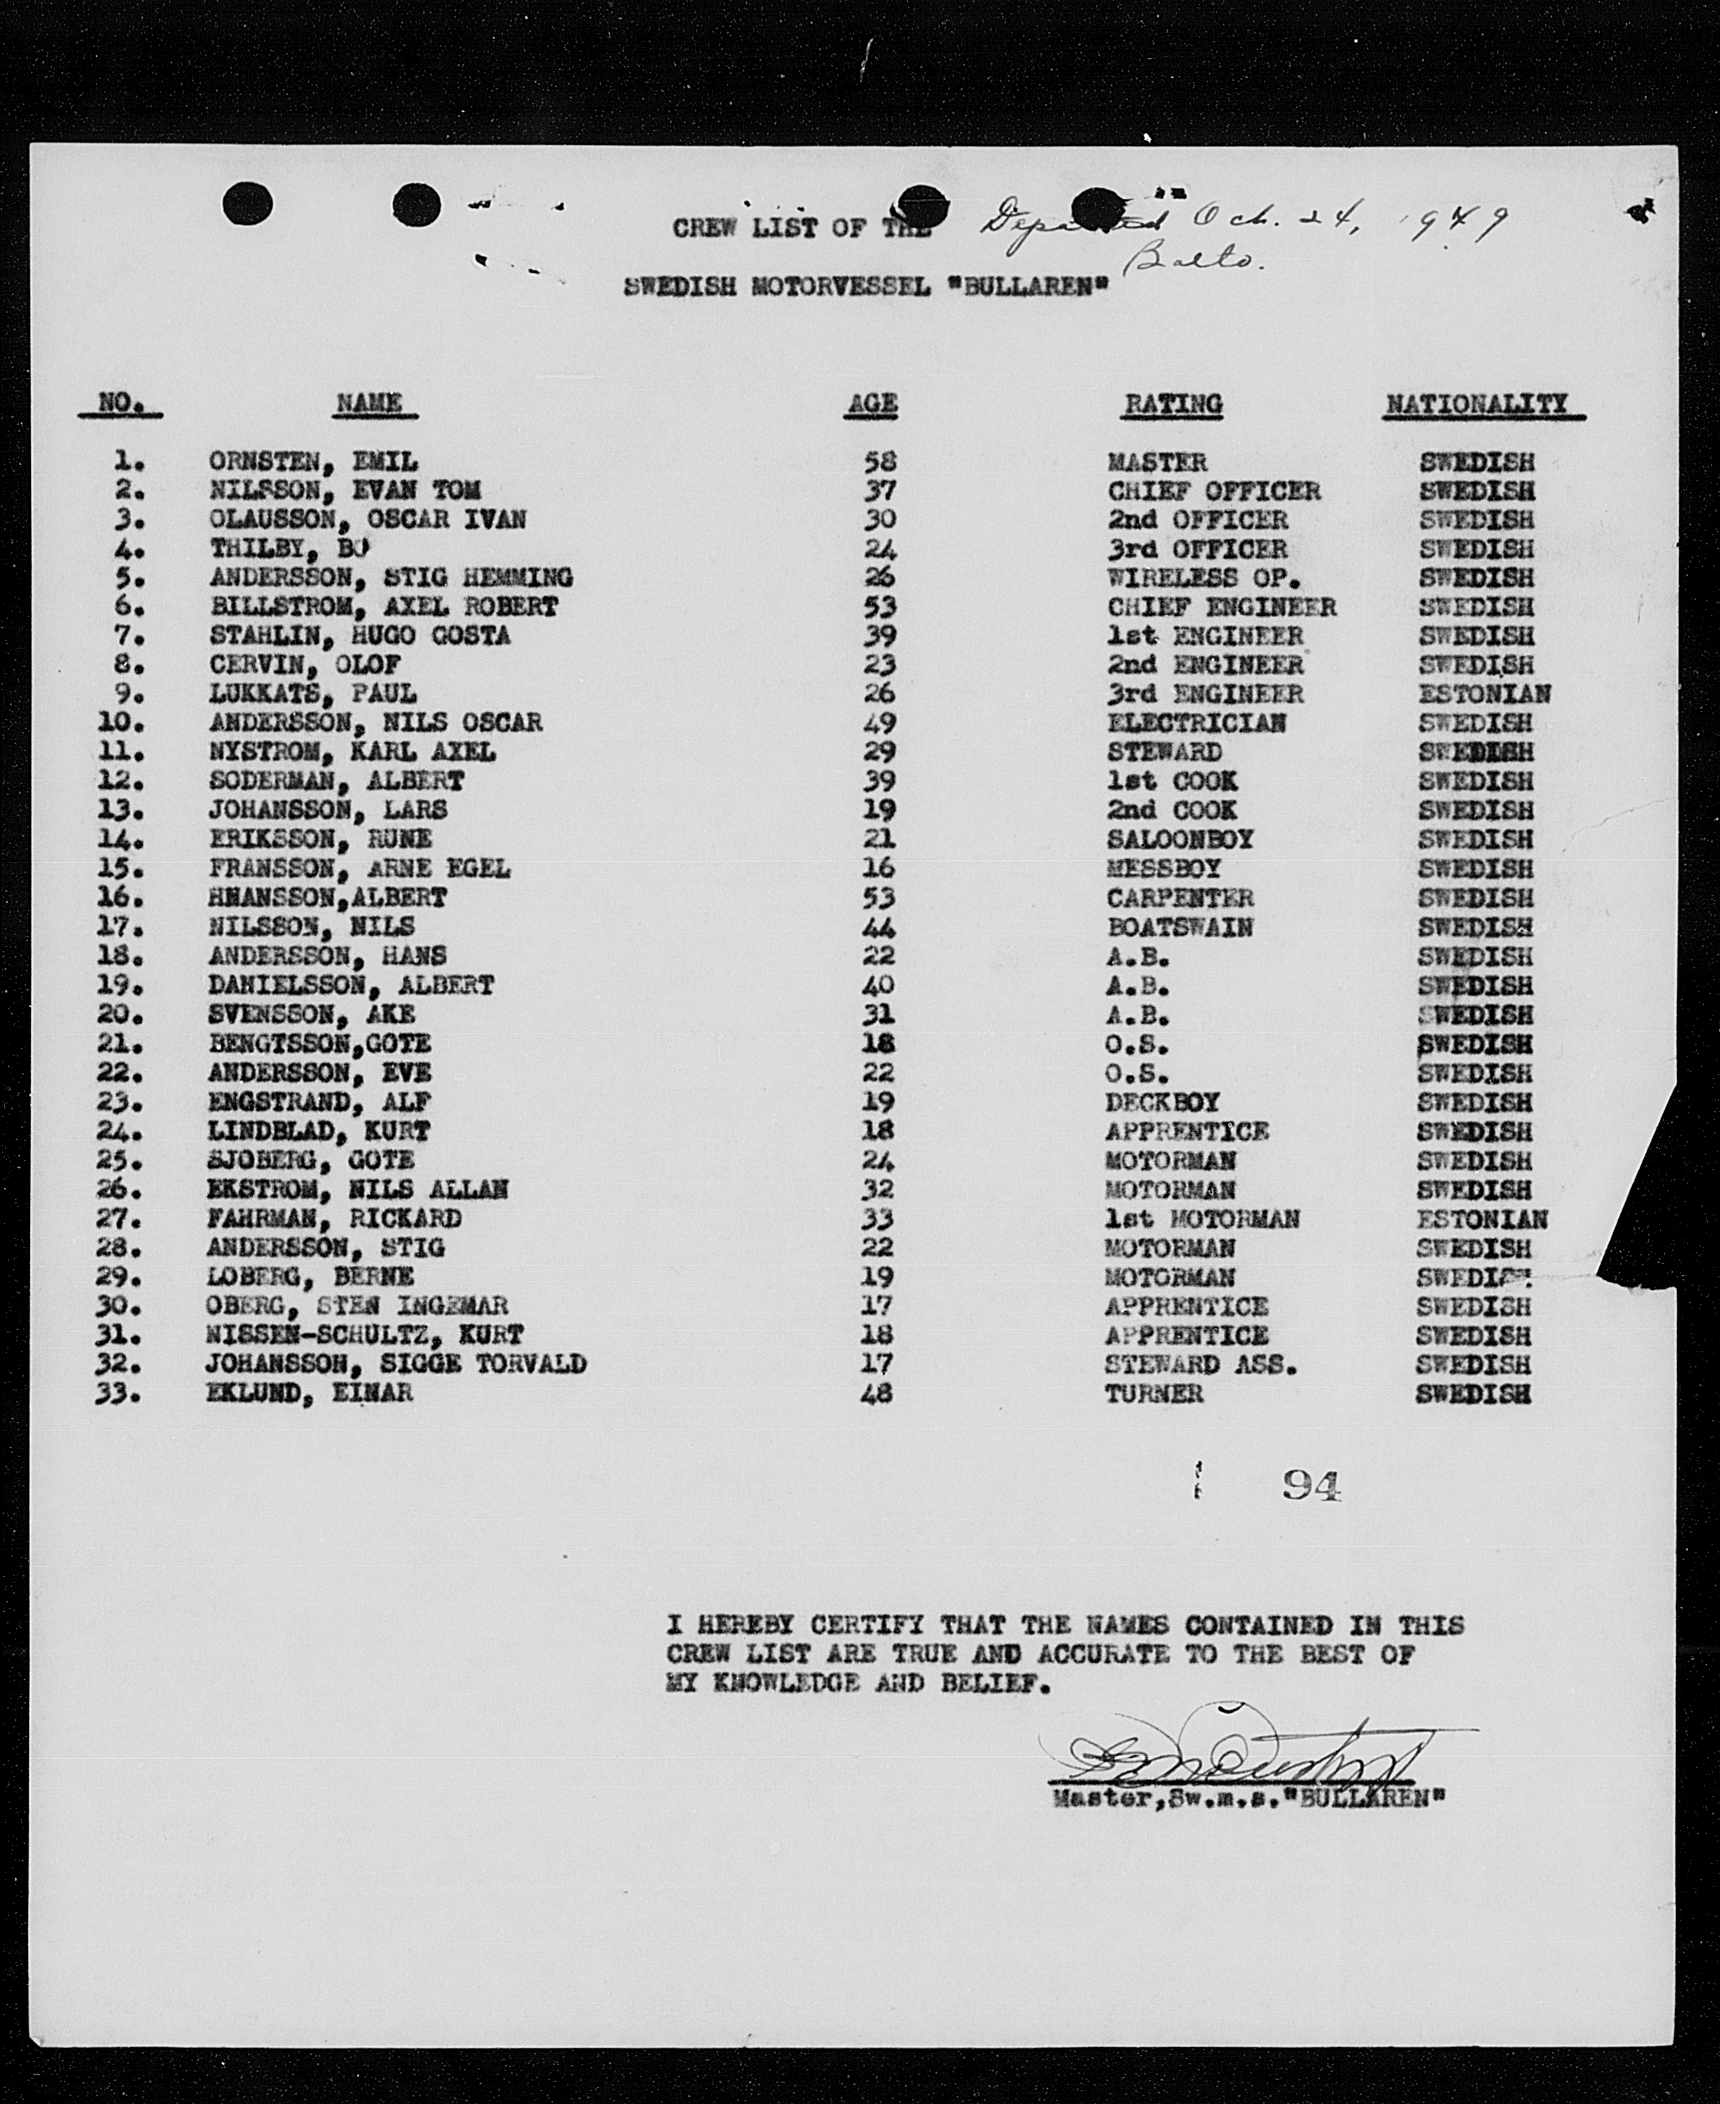 CREW LIST OF THE Departed Oct. 24, 1949
Balto.
SWEDISH MOTORVESSEL "BULLAREN"
NO. NAME AGE RATING NATIONALITY
1. ORNSTEN, EMIL 58 MASTER SWEDISH
2. NILSSON, EVAN TOM 37 CHIEF OFFICER SWEDISH
3. OLAUSSON, OSCAR IVAN 30 2nd OFFICER SWEDISH
4. THILBY, BO 24 3rd OFFICER SWEDISH
5. ANDERSSON, STIG HEMMING 26 WIRELESS OP. SWEDISH
6. BILLSTROM, AXEL ROBERT 53 CHIEF ENGINEER SWEDISH
7. STAHLIN, HUGO GOSTA 39 1st ENGINEER SWEDISH
8. CERVIN, OLOF 23 2nd ENGINEER SWEDISH
9. LUKKATS, PAUL 26 3rd ENGINEER ESTONIAN
10. ANDERSSON, NILS OSCAR 49 ELECTRICIAN SWEDISH
11. NYSTROM, KARL AXEL 29 STEWARD SWEDISH
12. SODERMAN, ALBERT 39 1st COOK SWEDISH
13. JOHANSSON, LARS 19 2nd COOK SWEDISH
14. ERIKSSON, RUNE 21 SALOONBOY SWEDISH
15. FRANSSON, ARNE EGEL 16 MESSBOY SWEDISH
16. HMANSSON,ALBERT 53 CARPENTER SWEDISH
17. NILSSON, NILS 44 BOATSWAIN SWEDISH
18. ANDERSSON, HANS 22 A.B. SWEDISH
19. DANIELSSON, ALBERT 40 A.B. SWEDISH
20. SVENSSON, AKE 31 A.B. SWEDISH
21. BENGTSSON,GOTE 18 O.S. SWEDISH
22. ANDERSSON, EVE 22 O.S. SWEDISH
23. ENGSTRAND, ALF 19 DECKBOY SWEDISH
24. LINDBLAD, KURT 18 APPRENTICE SWEDISH
25. SJOBERG, GOTE 24 MOTORMAN SWEDISH
26. EKSTROM, NILS ALLAN 32 MOTORMAN SWEDISH
27. FAHRMAN, RICKARD 33 1st MOTORMAN ESTONIAN
28. ANDERSSON, STIG 22 MOTORMAN SWEDISH
29. LOBERG, BERNE 19 MOTORMAN SWEDISH
30. OBERG, STEN INGEMAR 17 APPRENTICE SWEDISH
31. NISSEN-SCHULTZ, KURT 18 APPRENTICE SWEDISH
32. JOHANSSON, SIGGE TORVALD 17 STEWARD ASS. SWEDISH
33. EKLUND, EINAR 48 TURNER SWEDISH
94
I HEREBY CERTIFY THAT THE NAMES CONTAINED IN THIS
CREW LIST ARE TRUE AND ACCURATE TO THE BEST OF
MY KNOWLEDGE AND BELIEF.
Master,Sw.m.s."BULLAREN"